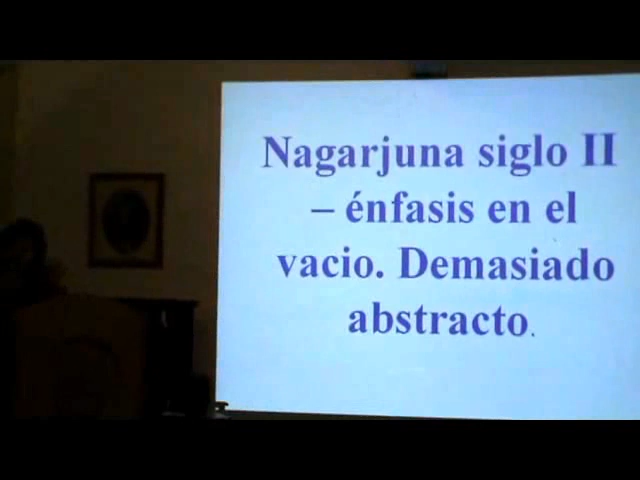 Nagarjuna siglo II
– énfasis en el
vacio. Demasiado
abstracto.